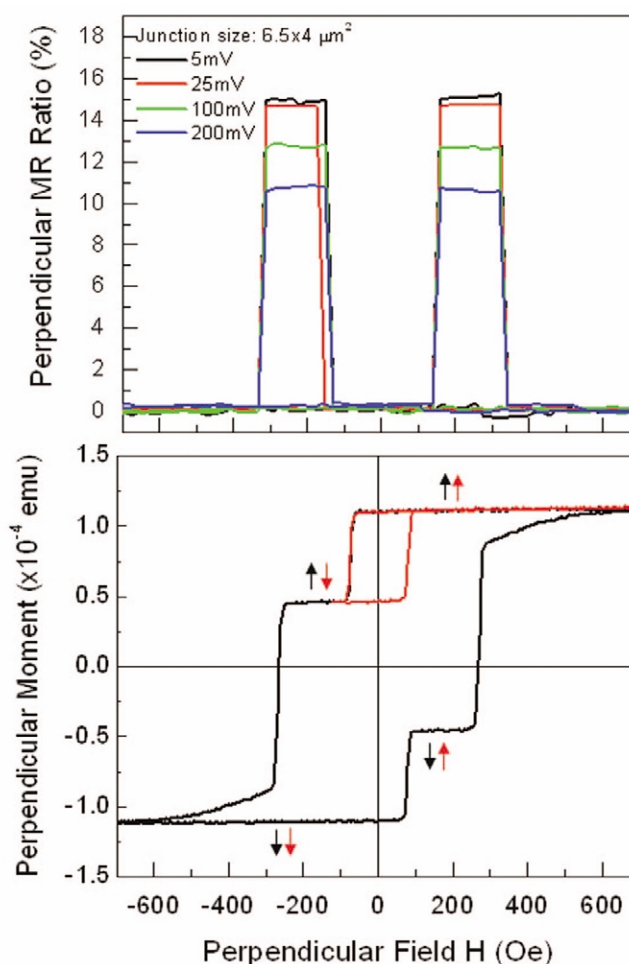 Junction size: 6.5x4 μm²
5mV
25mV
100mV
200mV
18
16
14
12
10
8
6
4
2
0
Perpendicular MR Ratio (%)
1.5
1.0
0.5
0.0
-0.5
-1.0
-1.5
Perpendicular Moment (x10⁻⁴ emu)
-600 -400 -200 0 200 400 600
Perpendicular Field H (Oe)